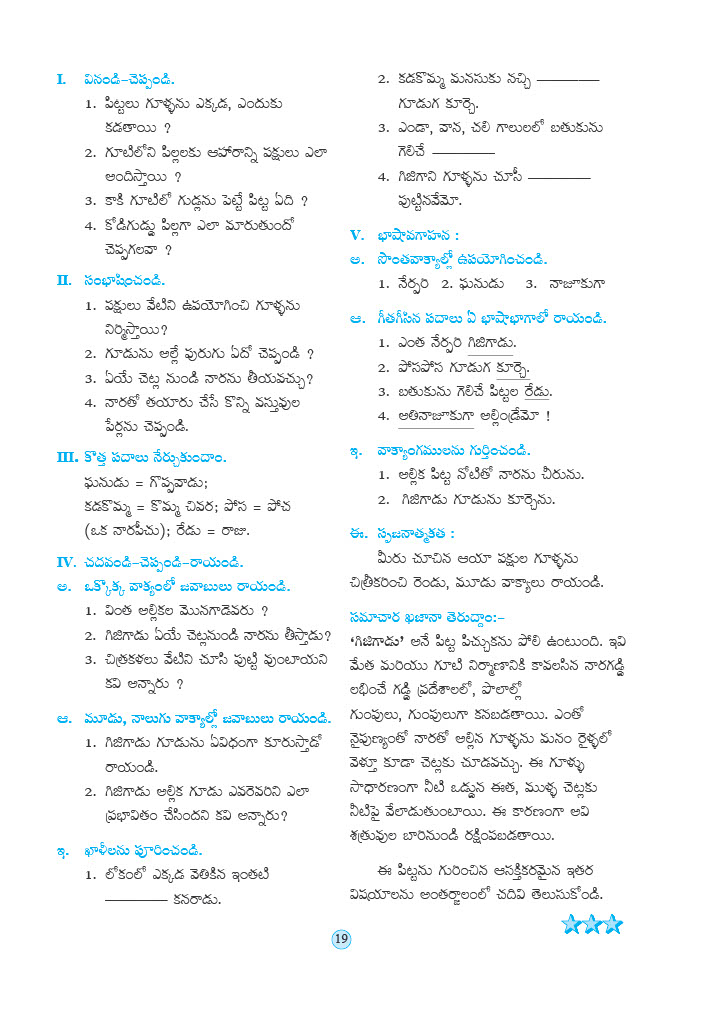 I. వినండి-చెప్పండి.
1. పిట్టలు గూళ్ళను ఎక్కడ, ఎందుకు
కడతాయి ?
2. గూటిలోని పిల్లలకు ఆహారాన్ని పక్షులు ఎలా
అందిస్తాయి ?
3. కాకి గూటిలో గుడ్లను పెట్టే పిట్ట ఏది ?
4. కోడిగుడ్డు పిల్లగా ఎలా మారుతుందో
చెప్పగలవా ?
II. సంభాషించండి.
1. పక్షులు వేటిని ఉపయోగించి గూళ్ళను
నిర్మిస్తాయి?
2. గూడును అల్లే పురుగు ఏదో చెప్పండి ?
3. ఏయే చెట్ల నుండి నారను తీయవచ్చు?
4. నారతో తయారు చేసే కొన్ని వస్తువుల
పేర్లను చెప్పండి.
III. కొత్త పదాలు నేర్చుకుందాం.
ఘనుడు = గొప్పవాడు;
కడకొమ్మ = కొమ్మ చివర; పోస = పోచ
(ఒక నారపీచు); రేడు = రాజు.
IV. చదవండి-చెప్పండి-రాయండి.
అ. ఒక్కొక్క వాక్యంలో జవాబులు రాయండి.
1. వింత అల్లికల మొనగాడెవరు ?
2. గిజిగాడు ఏయే చెట్లనుండి నారను తీస్తాడు?
3. చిత్రకళలు వేటిని చూసి పుట్టి వుంటాయని
కవి అన్నారు ?
ఆ. మూడు, నాలుగు వాక్యాల్లో జవాబులు రాయండి.
1. గిజిగాడు గూడును ఏవిధంగా కూరుస్తాడో
రాయండి.
2. గిజిగాడు అల్లిక గూడు ఎవరెవరిని ఎలా
ప్రభావితం చేసిందని కవి అన్నారు?
ఇ. ఖాళీలను పూరించండి.
1. లోకంలో ఎక్కడ వెతికిన ఇంతటి
________ కనరాడు.
2. కడకొమ్మ మనసుకు నచ్చి ________
గూడుగ కూర్చె.
3. ఎండా, వాన, చలి గాలులలో బతుకును
గెలిచే ________
4. గిజిగాని గూళ్ళను చూసీ ________
పుట్టినవేమో.
V. భాషావగాహన :
అ. సొంతవాక్యాల్లో ఉపయోగించండి.
1. నేర్పరి 2. ఘనుడు 3. నాజూకుగా
ఆ. గీతగీసిన పదాలు ఏ భాషాభాగాలో రాయండి.
1. ఎంత నేర్పరి గిజిగాడు.
2. పోసపోస గూడుగ కూర్చె.
3. బతుకును గెలిచే పిట్టల రేడు.
4. అతినాజూకుగా అల్లిండ్రేమో !
ఇ. వాక్యాంగములను గుర్తించండి.
1. అల్లిక పిట్ట నోటితో నారను చీరును.
2. గిజిగాడు గూడును కూర్చెను.
ఈ. సృజనాత్మకత :
మీరు చూచిన ఆయా పక్షుల గూళ్ళను
చిత్రీకరించి రెండు, మూడు వాక్యాలు రాయండి.
సమాచార ఖజానా తెరుద్దాం:-
'గిజిగాడు' అనే పిట్ట పిచ్చుకను పోలి ఉంటుంది. ఇవి
మేత మరియు గూటి నిర్మాణానికి కావలసిన నారగడ్డి
లభించే గడ్డి ప్రదేశాలలో, పొలాల్లో
గుంపులు, గుంపులుగా కనబడతాయి. ఎంతో
నైపుణ్యంతో నారతో అల్లిన గూళ్ళను మనం రైళ్ళలో
వెళ్తూ కూడా చెట్లకు చూడవచ్చు. ఈ గూళ్ళు
సాధారణంగా నీటి ఒడ్డున ఈత, ముళ్ళ చెట్లకు
నీటిపై వేలాడుతుంటాయి. ఈ కారణంగా అవి
శత్రువుల బారినుండి రక్షింపబడతాయి.
ఈ పిట్టను గురించిన ఆసక్తికరమైన ఇతర
విషయాలను అంతర్జాలంలో చదివి తెలుసుకోండి.
19